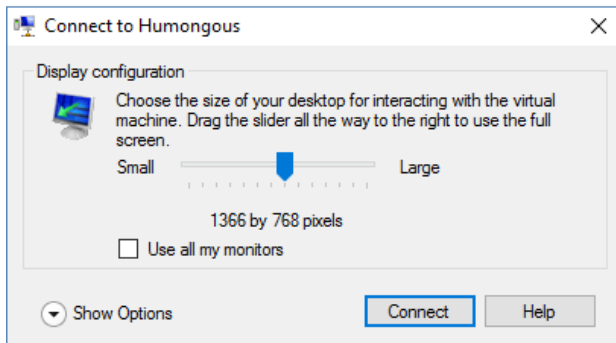 Connect to Humongous
Display configuration
Choose the size of your desktop for interacting with the virtual
machine. Drag the slider all the way to the right to use the full
screen.
Small Large
1366 by 768 pixels
Use all my monitors
Show Options Connect Help